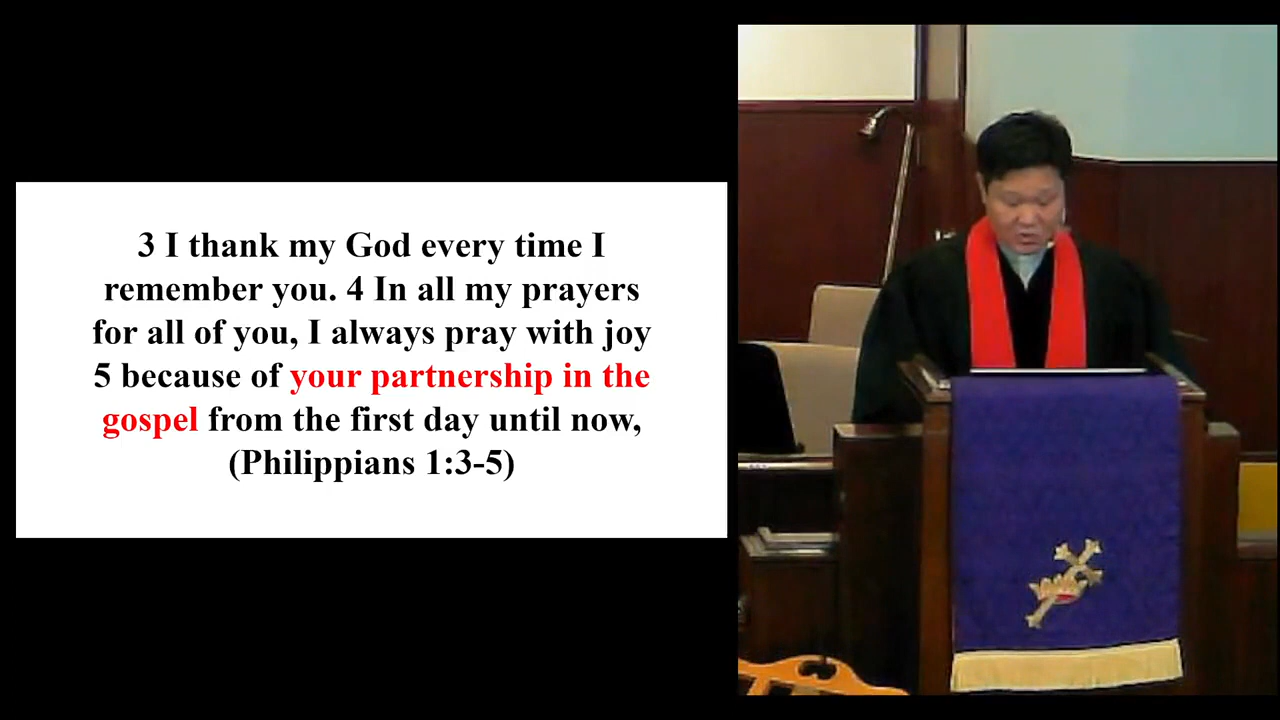 3 I thank my God every time I
remember you. 4 In all my prayers
for all of you, I always pray with joy
5 because of your partnership in the
gospel from the first day until now,
(Philippians 1:3-5)